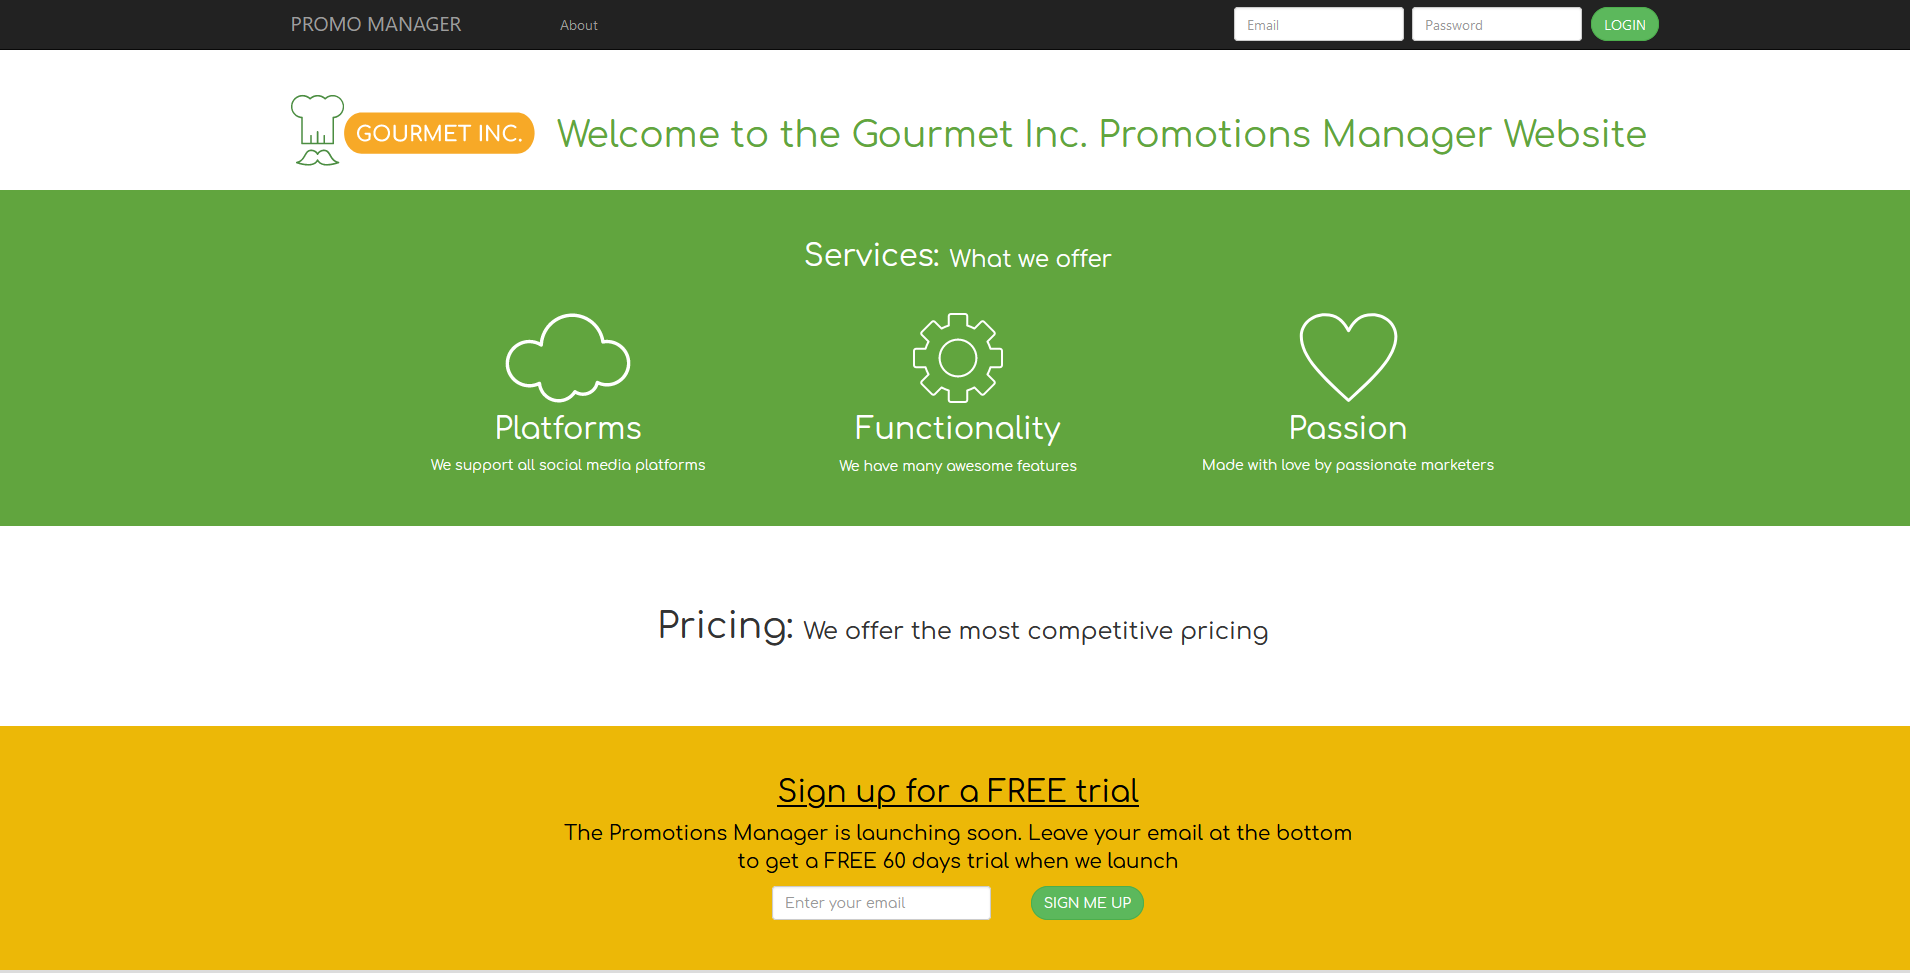 PROMO MANAGER About Email Password LOGIN
GOURMET INC. Welcome to the Gourmet Inc. Promotions Manager Website
Services: What we offer
Platforms Functionality Passion
We support all social media platforms We have many awesome features Made with love by passionate marketers
Pricing: We offer the most competitive pricing
Sign up for a FREE trial
The Promotions Manager is launching soon. Leave your email at the bottom
to get a FREE 60 days trial when we launch
Enter your email SIGN ME UP